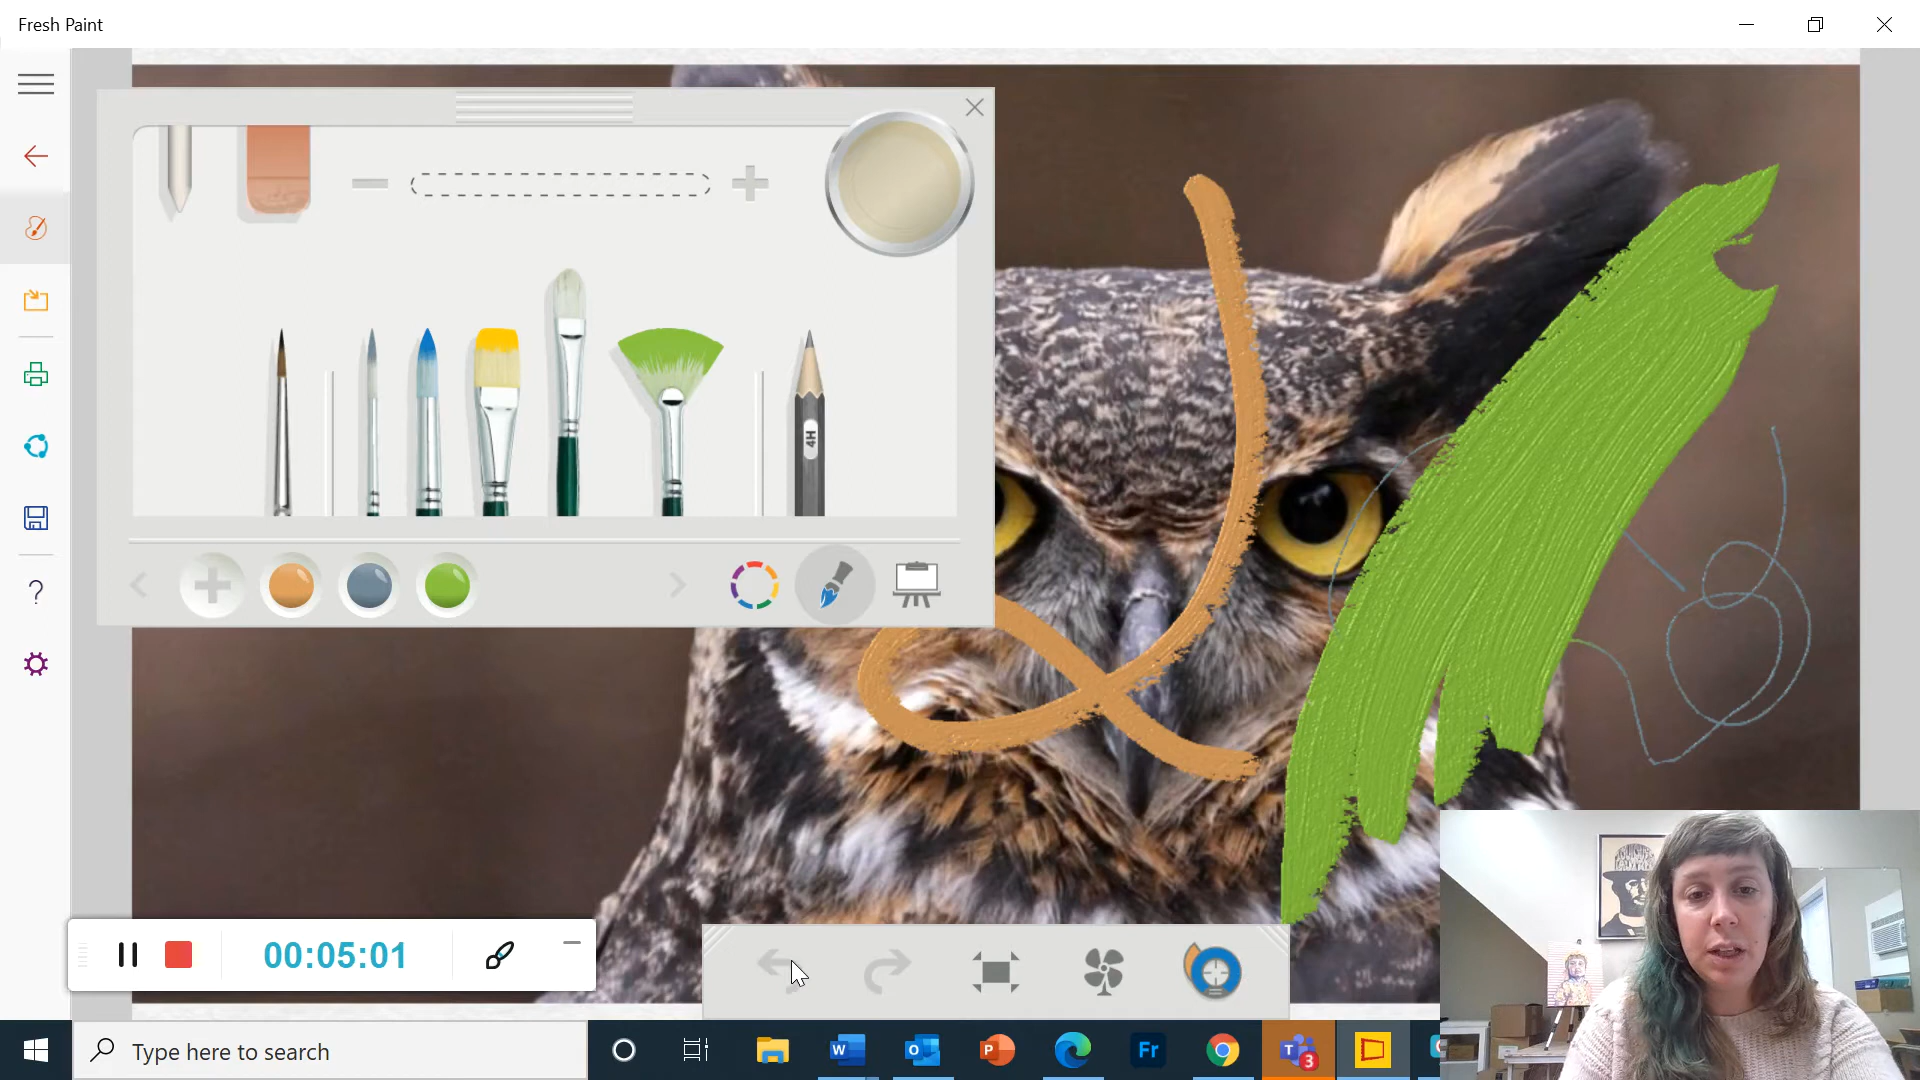 Fresh Paint
4H
?
00:05:01
Type here to search
W
P
Fr
T
3